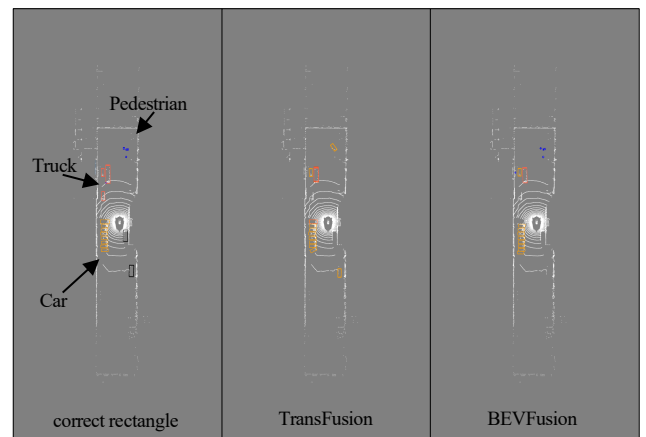 Pedestrian
Truck
Car
correct rectangle
TransFusion
BEVFusion